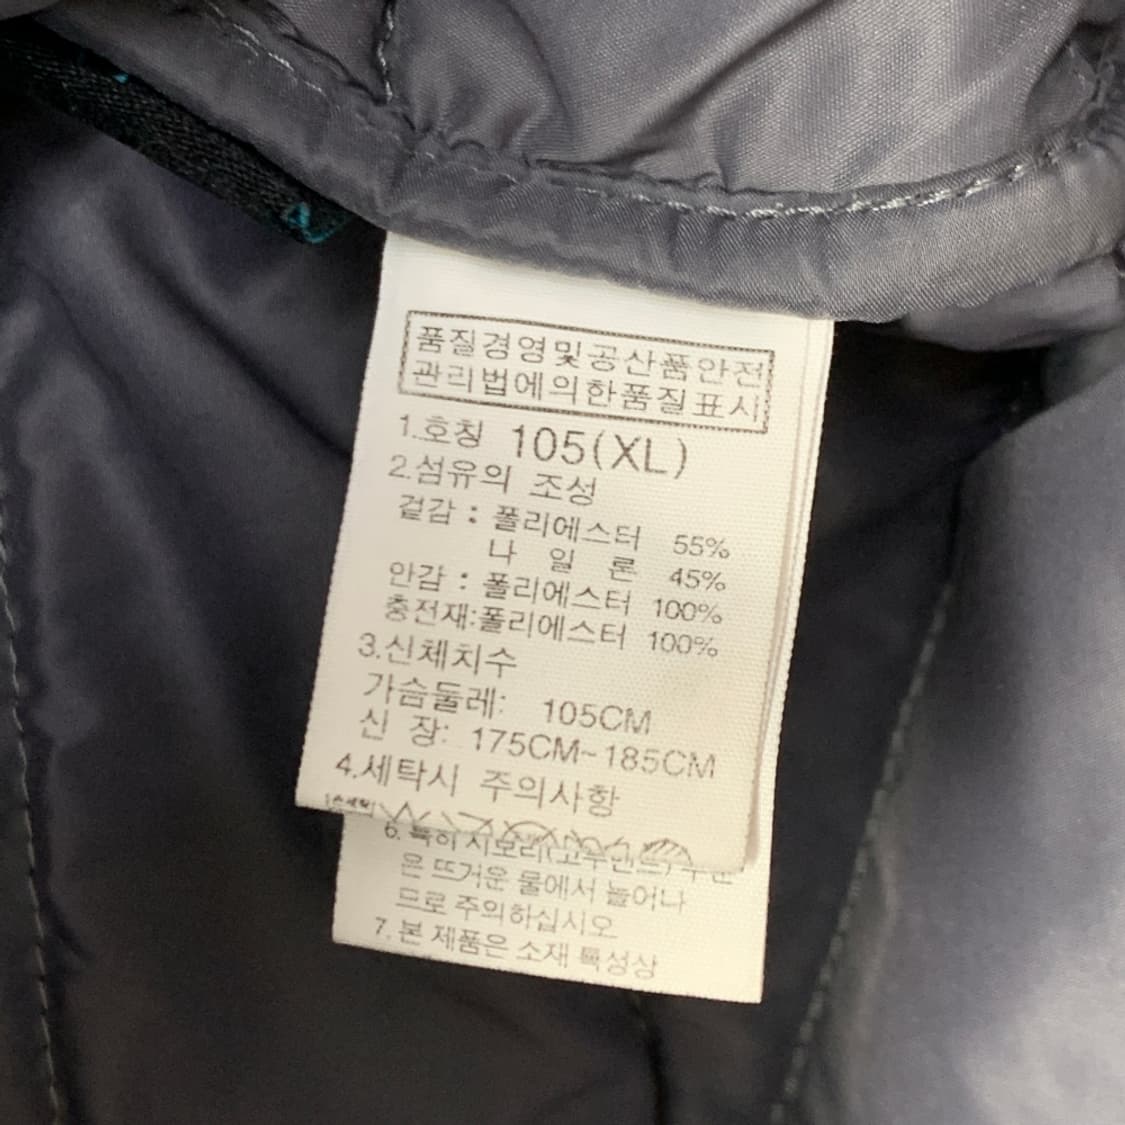 품질경영및공산품안전
관리법에의한품질표시
1.호칭 105(XL)
2.섬유의 조성
겉감 : 폴리에스터 55%
나 일 론 45%
안감 : 폴리에스터 100%
충전재:폴리에스터 100%
3.신체치수
가슴둘레: 105CM
신 장: 175CM~185CM
4.세탁시 주의사항
6. 특히
은 뜨거운 물에서 늘어나
므로 주의하십시오
7. 본 제품은 소재 특성상